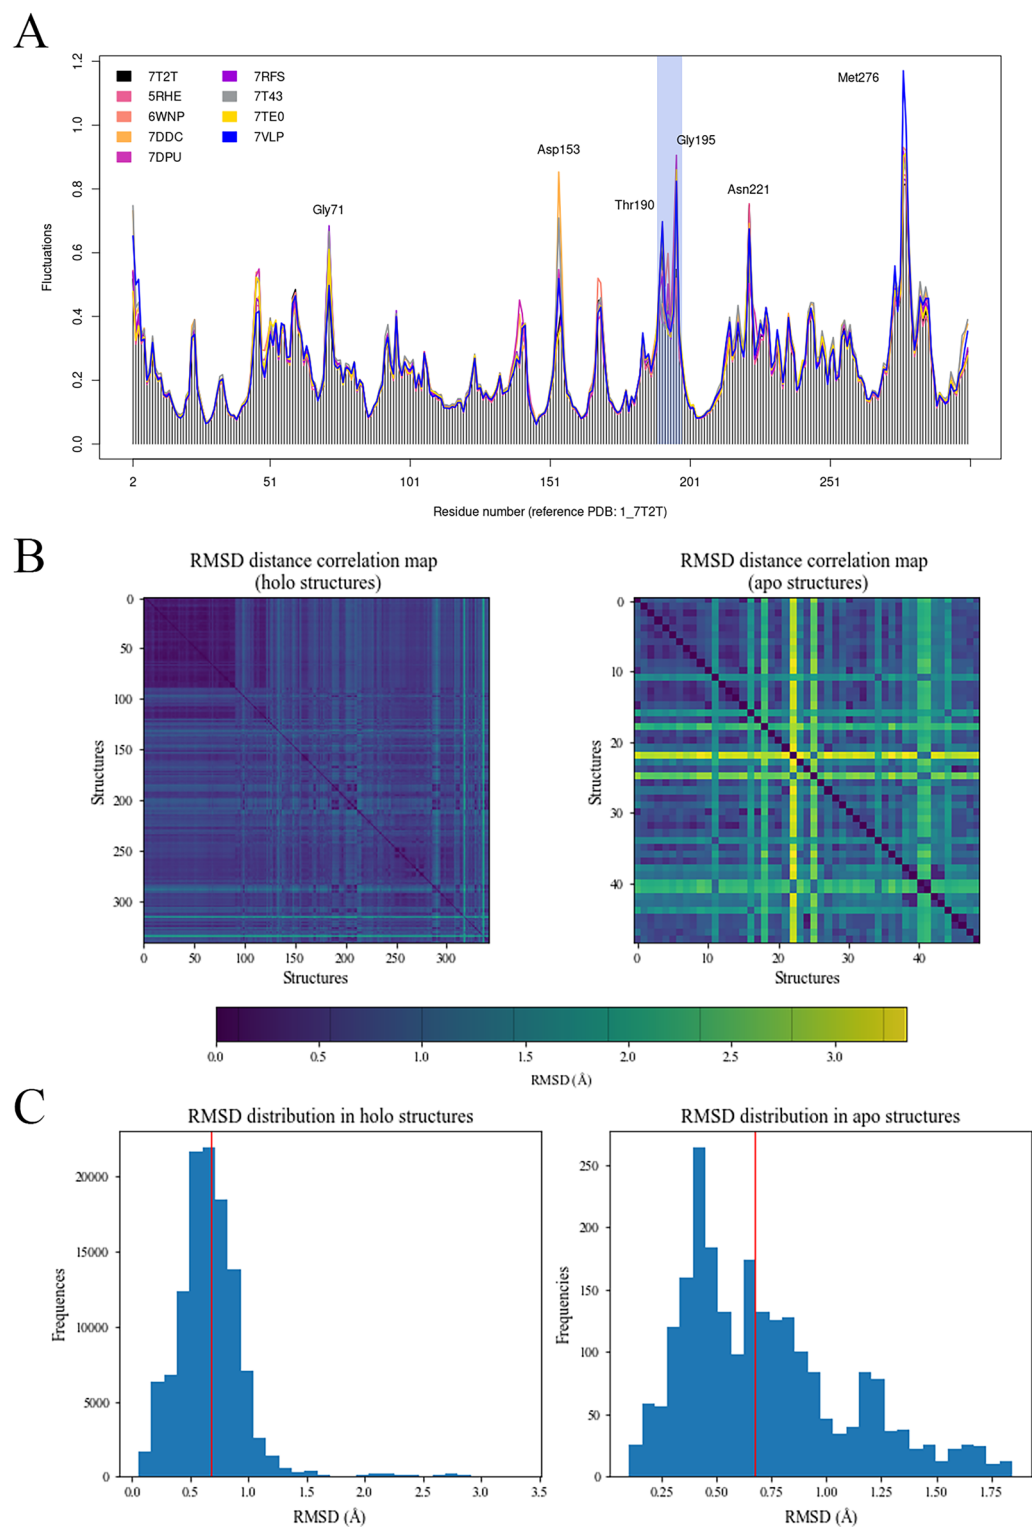 A
7T2T
5RHE
6WNP
7DDC
7DPU
7RFS
7T43
7TE0
7VLP
Gly71
Asp153
Thr190
Gly195
Asn221
Met276
Fluctuations
0.0
0.2
0.4
0.6
0.8
1.0
1.2
2
51
101
151
201
251
Residue number (reference PDB: 1_7T2T)
B
RMSD distance correlation map
(holo structures)
Structures
0
50
100
150
200
250
300
0
50
100
150
200
250
300
Structures
RMSD distance correlation map
(apo structures)
Structures
0
10
20
30
40
0
10
20
30
40
Structures
0.0
0.5
1.0
1.5
2.0
2.5
3.0
RMSD (Å)
C
RMSD distribution in holo structures
Frequences
0
5000
10000
15000
20000
0.0
0.5
1.0
1.5
2.0
2.5
3.0
3.5
RMSD (Å)
RMSD distribution in apo structures
Frequencies
0
50
100
150
200
250
0.25
0.50
0.75
1.00
1.25
1.50
1.75
RMSD (Å)